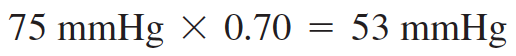 75 mmHg × 0.70 = 53 mmHg